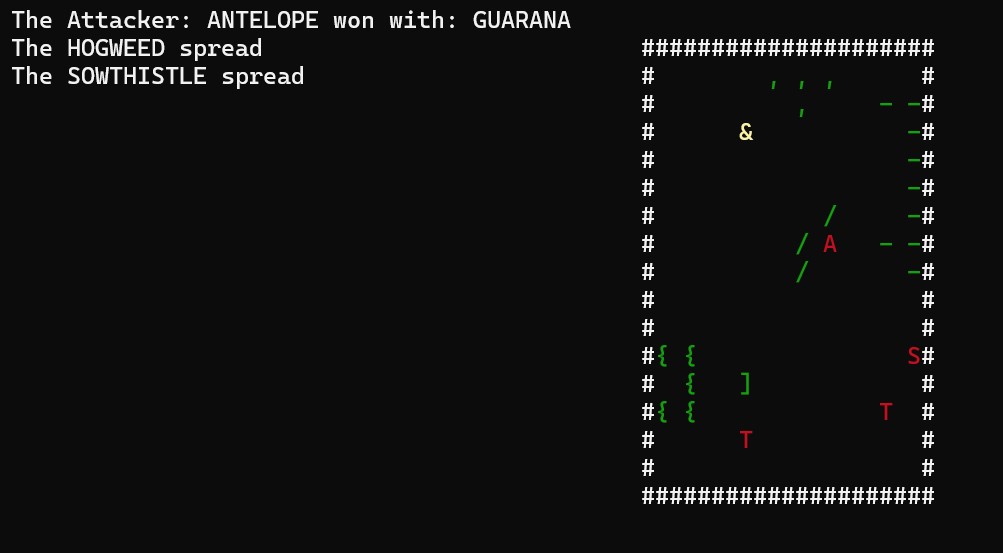 The Attacker: ANTELOPE won with: GUARANA
The HOGWEED spread
The SOWTHISTLE spread
#####################
#        , , ,      #
#          ,     - -#
#      &           -#
#                  -#
#                  -#
#            /     -#
#          / A   - -#
#          /       -#
#                   #
#                   #
#{ {               S#
#  {   ]            #
#{ {             T  #
#      T            #
#                   #
#####################